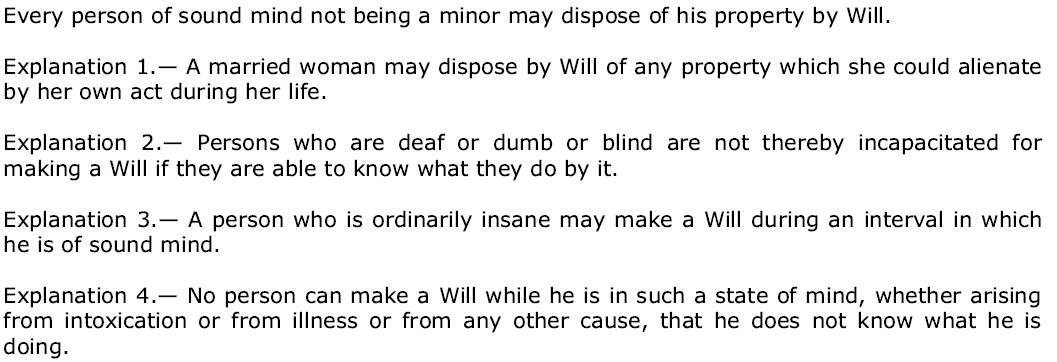 Every person of sound mind not being a minor may dispose of his property by Will.
Explanation 1.— A married woman may dispose by Will of any property which she could alienate
by her own act during her life.
Explanation 2.— Persons who are deaf or dumb or blind are not thereby incapacitated for
making a Will if they are able to know what they do by it.
Explanation 3.— A person who is ordinarily insane may make a Will during an interval in which
he is of sound mind.
Explanation 4.— No person can make a Will while he is in such a state of mind, whether arising
from intoxication or from illness or from any other cause, that he does not know what he is
doing.